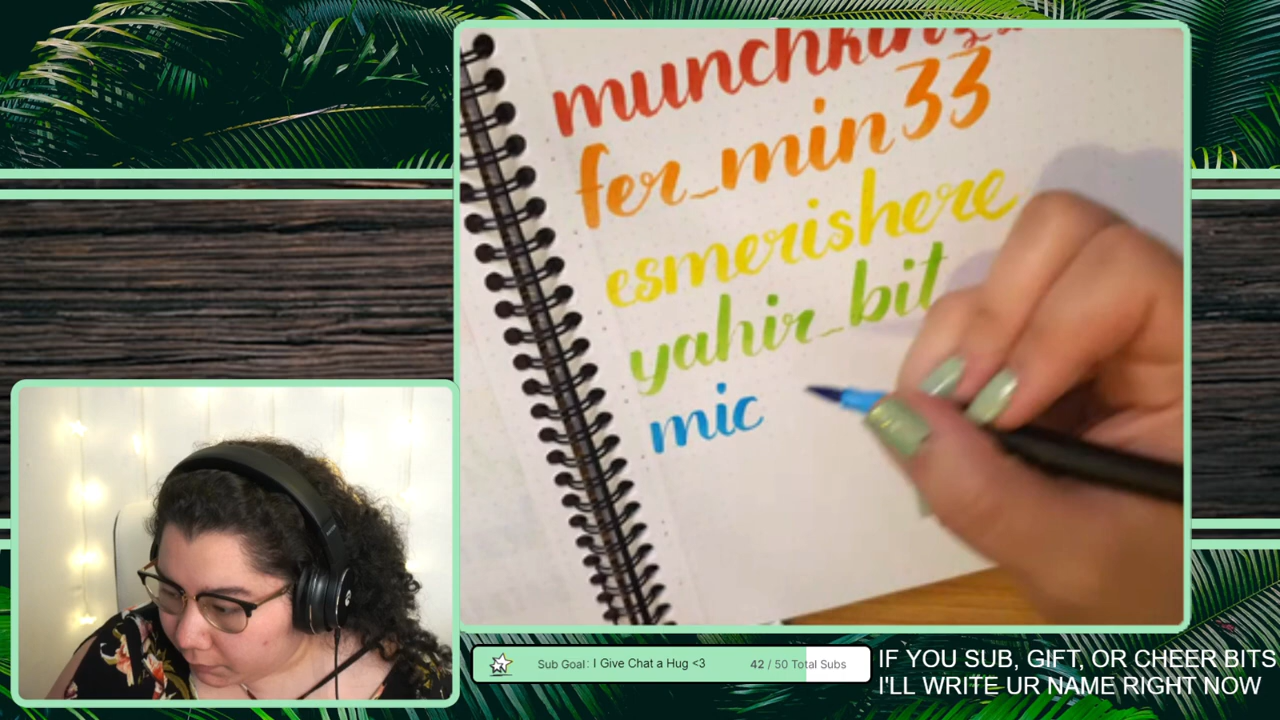 fer_min33
esmerishere
yahir_bit
mic
Sub Goal: I Give Chat a Hug <3 42 / 50 Total Subs
IF YOU SUB, GIFT, OR CHEER BITS
I'LL WRITE UR NAME RIGHT NOW